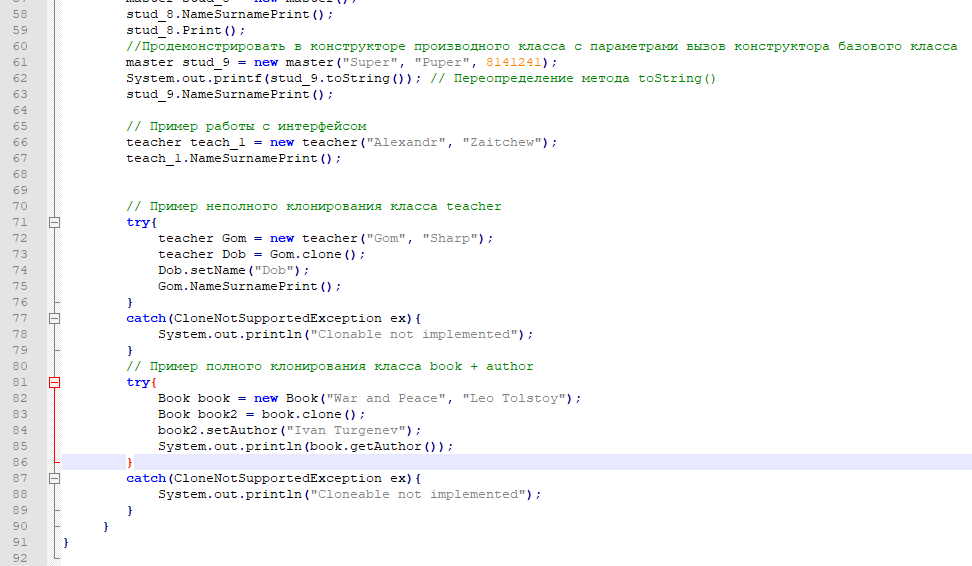 58 stud_8.NameSurnamePrint();
59 stud_8.Print();
60 //Продемонстрировать в конструкторе производного класса с параметрами вызов конструктора базового класса
61 master stud_9 = new master("Super", "Puper", 8141241);
62 System.out.printf(stud_9.toString()); // Переопределение метода toString()
63 stud_9.NameSurnamePrint();
64
65 // Пример работы с интерфейсом
66 teacher teach_1 = new teacher("Alexandr", "Zaitchew");
67 teach_1.NameSurnamePrint();
68
69
70 // Пример неполного клонирования класса teacher
71 try{
72 teacher Gom = new teacher("Gom", "Sharp");
73 teacher Dob = Gom.clone();
74 Dob.setName("Dob");
75 Gom.NameSurnamePrint();
76 }
77 catch(CloneNotSupportedException ex){
78 System.out.println("Clonable not implemented");
79 }
80 // Пример полного клонирования класса book + author
81 try{
82 Book book = new Book("War and Peace", "Leo Tolstoy");
83 Book book2 = book.clone();
84 book2.setAuthor("Ivan Turgenev");
85 System.out.println(book.getAuthor());
86 }
87 catch(CloneNotSupportedException ex){
88 System.out.println("Cloneable not implemented");
89 }
90 }
91 }
92